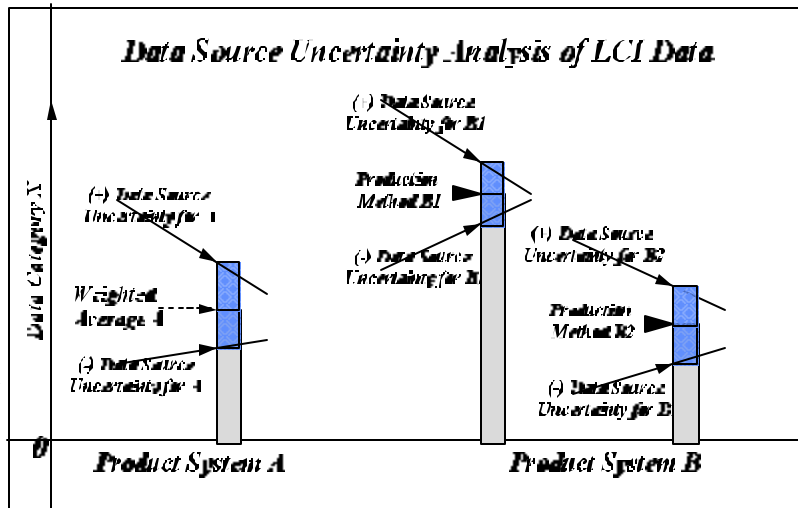 Data Source Uncertainty Analysis of LCI Data
(+) Data Source
Uncertainty for B1
Production
Method B1
(-) Data Source
Uncertainty for B
(+) Data Source
Uncertainty for A
Weighted
Average A
(-) Data Source
Uncertainty for A
(+) Data Source
Uncertainty for B2
Production
Method B2
(-) Data Source
Uncertainty for B
Data Category X
0
Product System A
Product System B